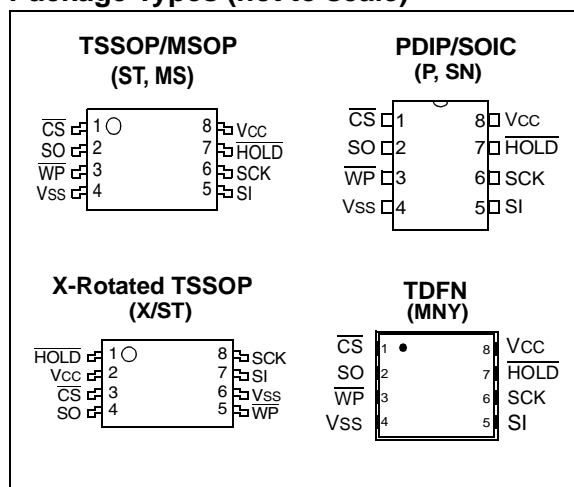 Package Types (not to scale)
TSSOP/MSOP
(ST, MS)
CS 1 8 VCC
SO 2 7 HOLD
WP 3 6 SCK
VSS 4 5 SI
PDIP/SOIC
(P, SN)
CS 1 8 VCC
SO 2 7 HOLD
WP 3 6 SCK
VSS 4 5 SI
X-Rotated TSSOP
(X/ST)
HOLD 1 8 SCK
VCC 2 7 SI
CS 3 6 VSS
SO 4 5 WP
TDFN
(MNY)
CS 1 8 VCC
SO 2 7 HOLD
WP 3 6 SCK
VSS 4 5 SI